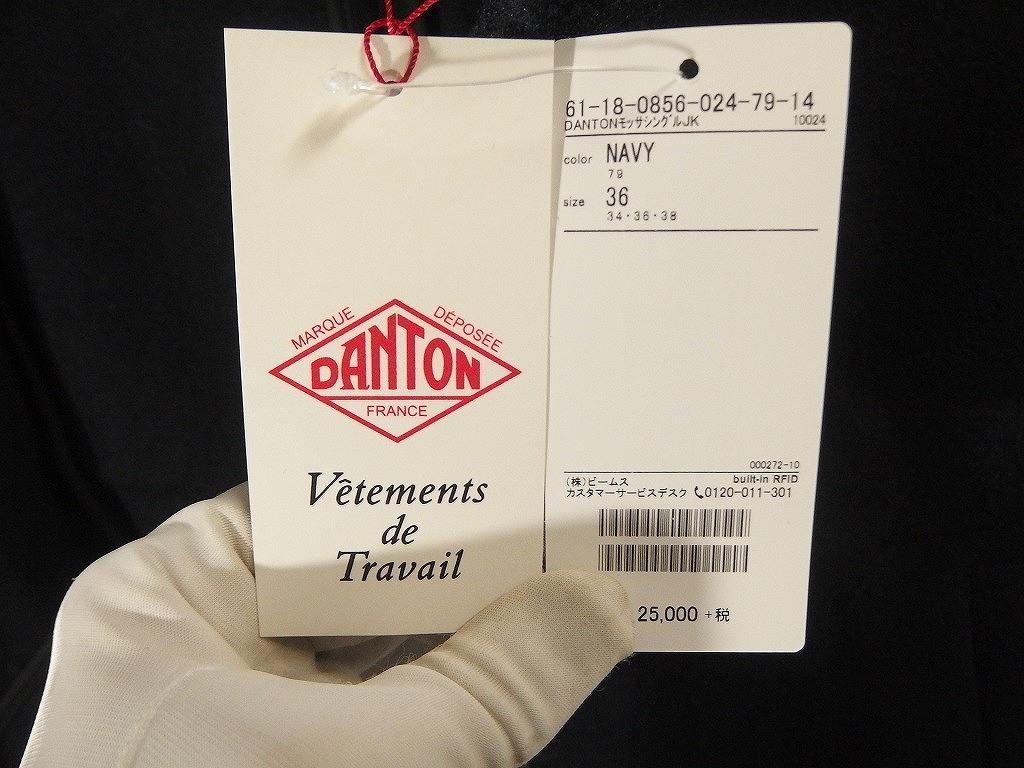 MARQUE DÉPOSÉE
DANTON
FRANCE
Vêtements
de
Travail
61-18-0856-024-79-14
DANTONモッサシングルJK 10024
color NAVY
79
size 36
34・36・38
000272-10
built-in RFID
(株)ビームス
カスタマーサービスデスク 0120-011-301
25,000 +税